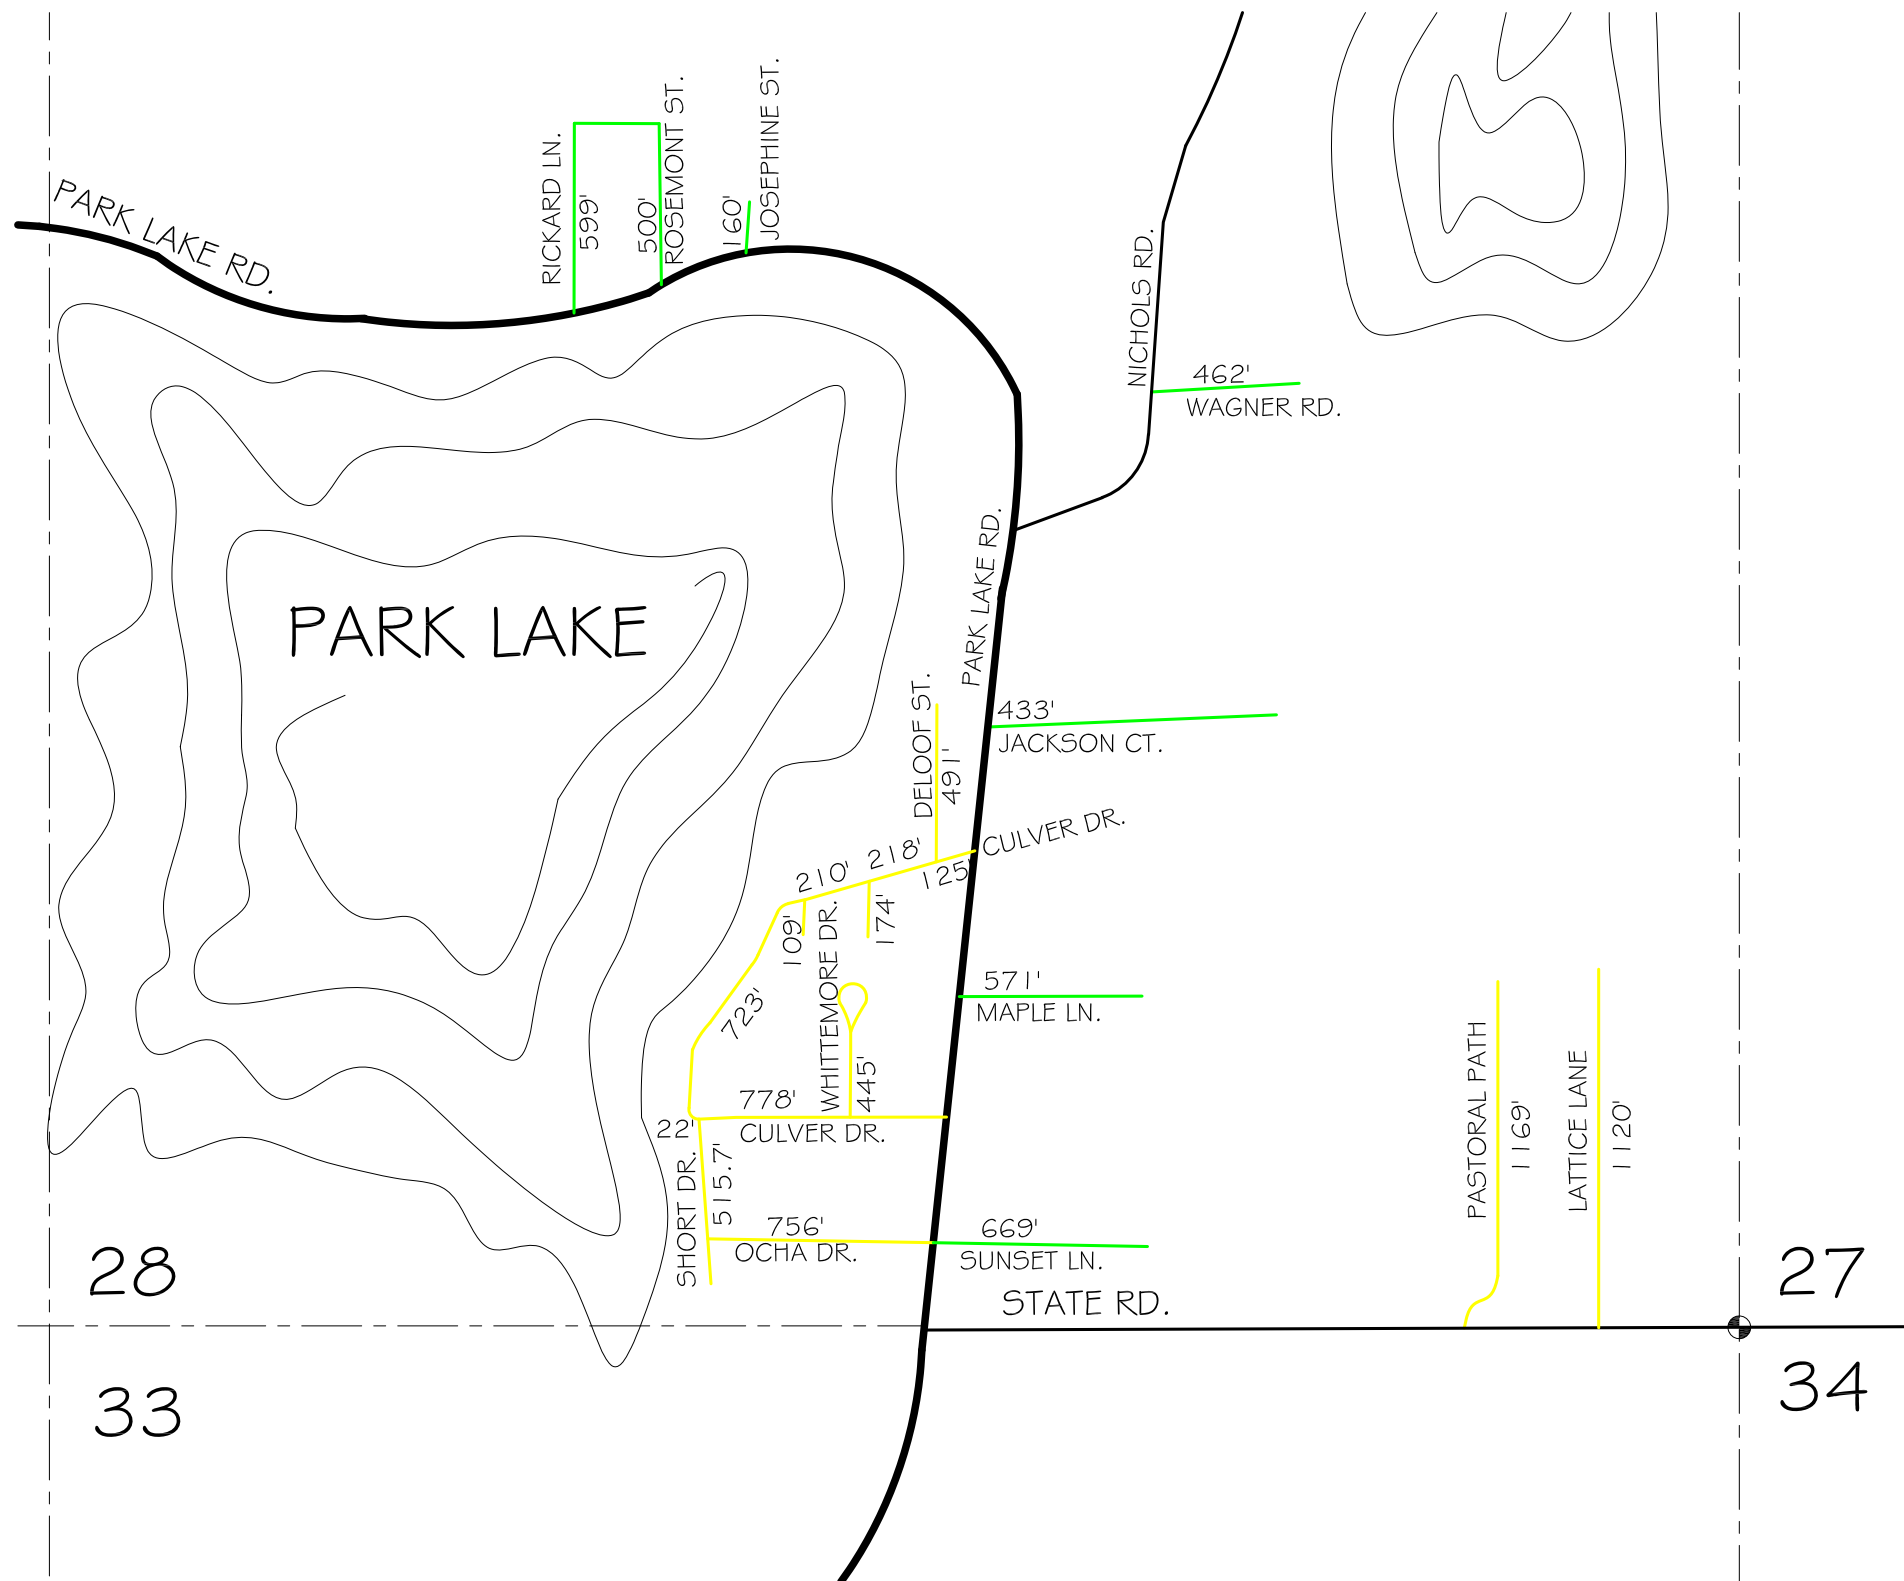 JOSEPHINE ST.
ROSEMONT ST.
RICKARD LN.
599'
500'
160'
PARK LAKE RD.
NICHOLS RD.
462'
WAGNER RD.
PARK LAKE RD.
PARK LAKE
DELOOF ST.
491'
433'
JACKSON CT.
CULVER DR.
218'
125'
210'
109'
174'
WHITTEMORE DR.
723'
571'
MAPLE LN.
445'
778'
CULVER DR.
22'
SHORT DR.
515.7'
756'
OCHA DR.
669'
SUNSET LN.
STATE RD.
PASTORAL PATH
1169'
LATTICE LANE
1120'
28
27
33
34